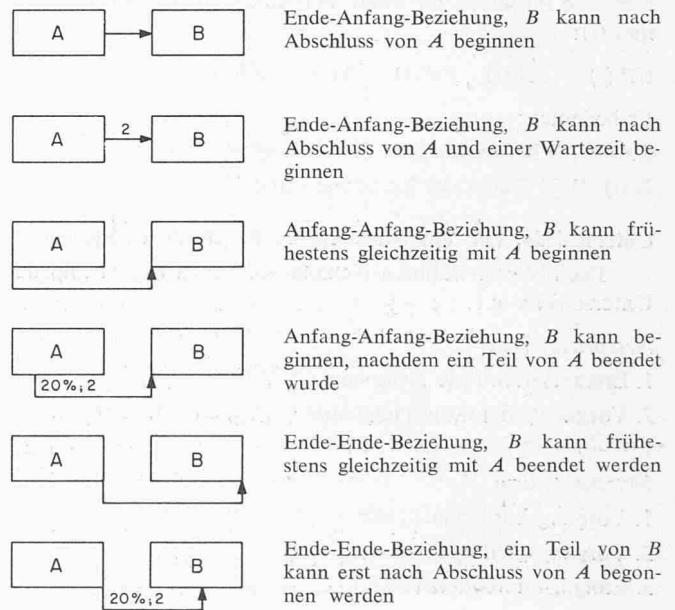 A
B
Ende-Anfang-Beziehung, B kann nach
Abschluss von A beginnen
A
2
B
Ende-Anfang-Beziehung, B kann nach
Abschluss von A und einer Wartezeit be-
ginnen
A
B
Anfang-Anfang-Beziehung, B kann frü-
hestens gleichzeitig mit A beginnen
A
B
20%;2
Anfang-Anfang-Beziehung, B kann be-
ginnen, nachdem ein Teil von A beendet
wurde
A
B
Ende-Ende-Beziehung, B kann frühe-
stens gleichzeitig mit A beendet werden
A
B
20%;2
Ende-Ende-Beziehung, ein Teil von B
kann erst nach Abschluss von A begon-
nen werden